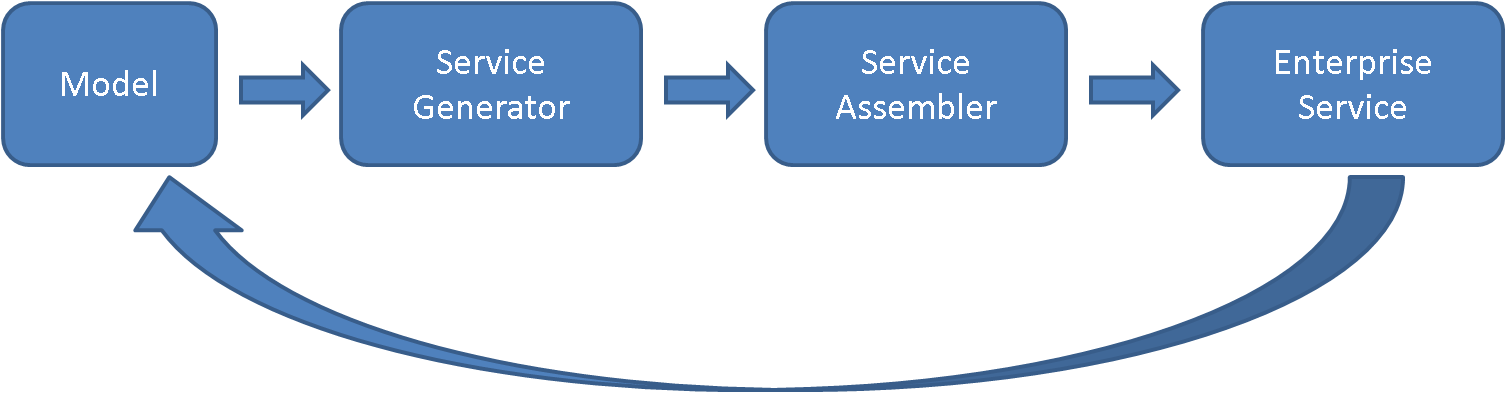 Model
Service
Generator
Service
Assembler
Enterprise
Service